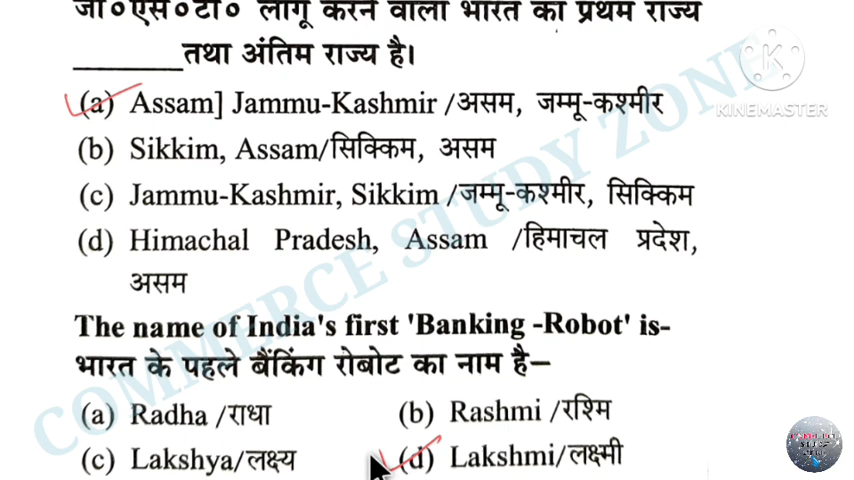 जी०एस०टी० लागू करने वाला भारत का प्रथम राज्य
_______ तथा अंतिम राज्य है।
(a) Assam] Jammu-Kashmir /असम, जम्मू-कश्मीर
(b) Sikkim, Assam/सिक्किम, असम
(c) Jammu-Kashmir, Sikkim /जम्मू-कश्मीर, सिक्किम
(d) Himachal Pradesh, Assam /हिमाचल प्रदेश,
असम
The name of India's first 'Banking -Robot' is-
भारत के पहले बैंकिंग रोबोट का नाम है–
(a) Radha /राधा (b) Rashmi /रश्मि
(c) Lakshya/लक्ष्य (d) Lakshmi/लक्ष्मी
COMMERCE STUDY ZONE
K
KINEMASTER